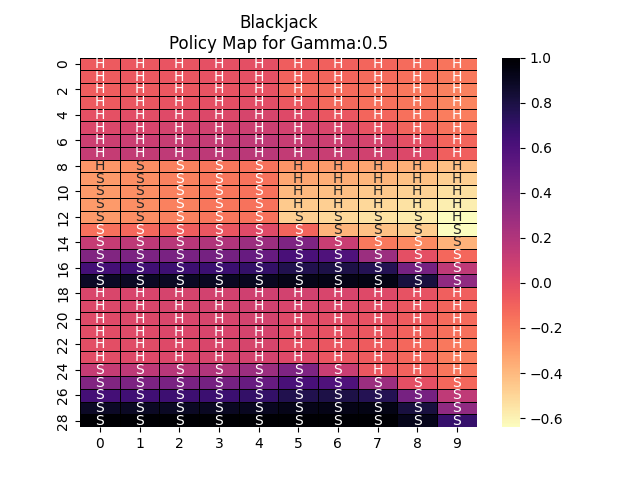 Blackjack
Policy Map for Gamma:0.5
0 H H H H H H H H H H
H H H H H H H H H H
2 H H H H H H H H H H
H H H H H H H H H H
4 H H H H H H H H H H
H H H H H H H H H H
6 H H H H H H H H H H
H H H H H H H H H H
8 H S S S S H H H H H
S S S S S H H H H H
10 S S S S S H H H H H
S S S S S H H H H H
12 S S S S S S S S S H
S S S S S S S S S S
14 S S S S S S S S S S
S S S S S S S S S S
16 S S S S S S S S S S
S S S S S S S S S S
18 H H H H H H H H H H
H H H H H H H H H H
20 H H H H H H H H H H
H H H H H H H H H H
22 H H H H H H H H H H
H H H H H H H H H H
24 S S S S S S S H H H
S S S S S S S S S S
26 S S S S S S S S S S
S S S S S S S S S S
28 S S S S S S S S S S
0 1 2 3 4 5 6 7 8 9
1.0
0.8
0.6
0.4
0.2
0.0
−0.2
−0.4
−0.6